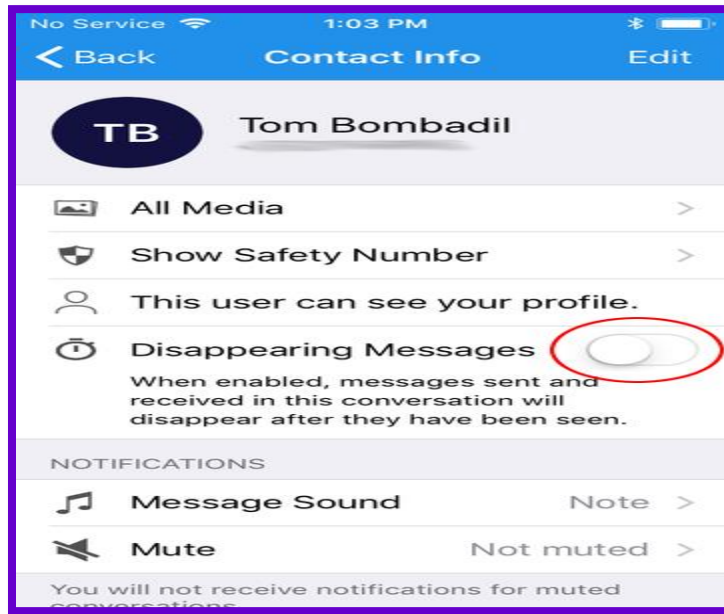 No Service 1:03 PM
Back Contact Info Edit
TB Tom Bombadil
All Media
Show Safety Number
This user can see your profile.
Disappearing Messages
When enabled, messages sent and
received in this conversation will
disappear after they have been seen.
NOTIFICATIONS
Message Sound Note
Mute Not muted
You will not receive notifications for muted
conversations